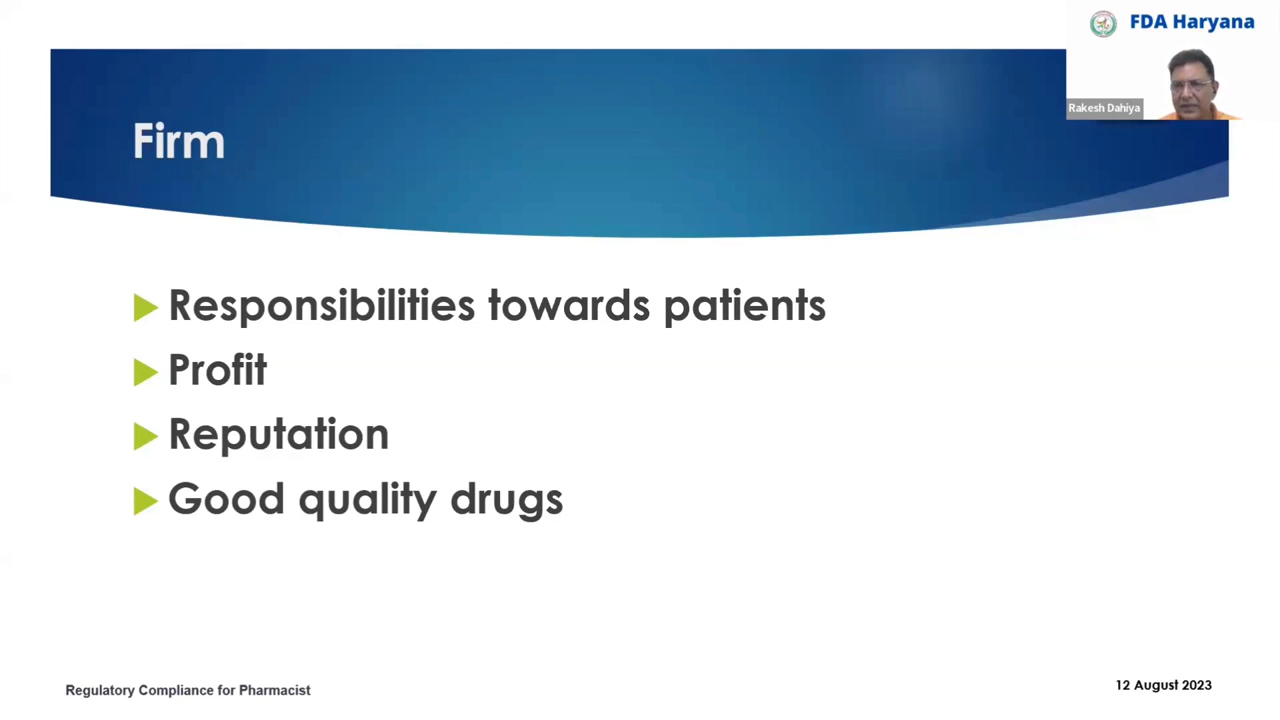 FDA Haryana
Rakesh Dahiya
Firm
Responsibilities towards patients
Profit
Reputation
Good quality drugs
Regulatory Compliance for Pharmacist
12 August 2023